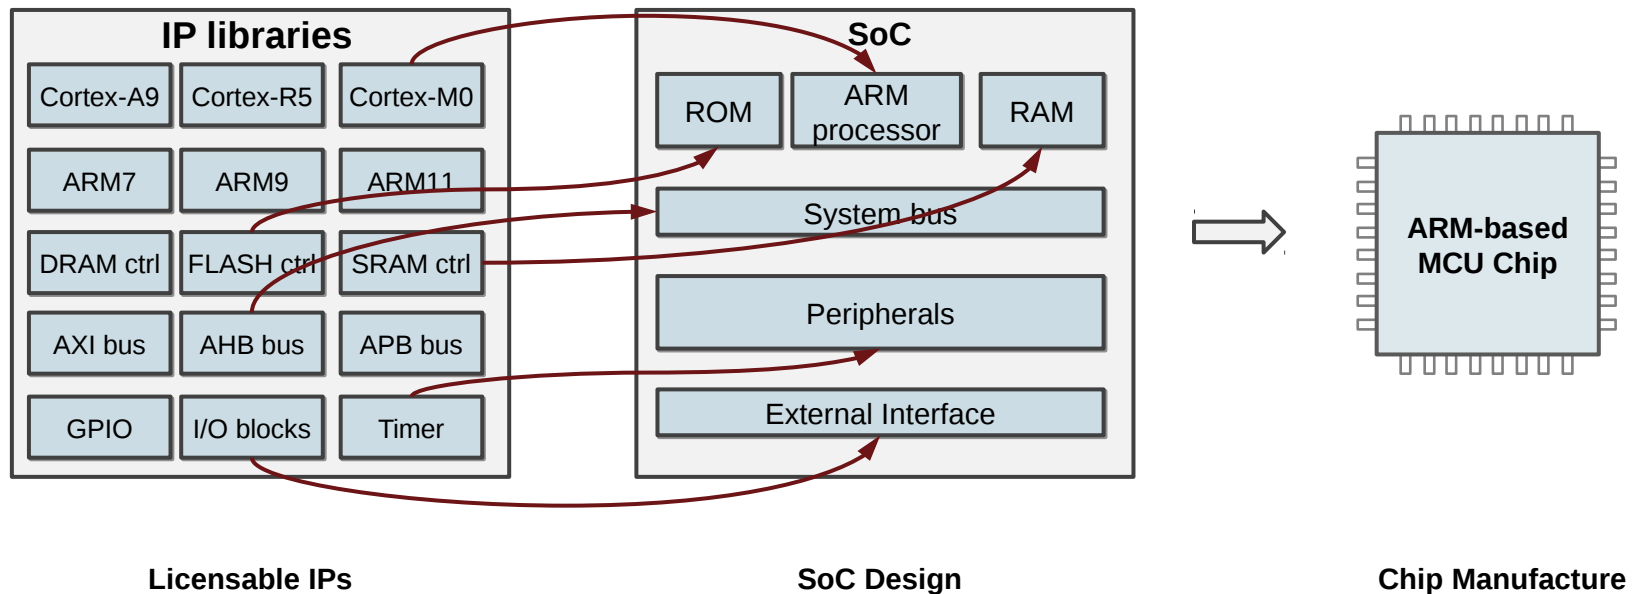 IP libraries
Cortex-A9
Cortex-R5
Cortex-M0
ARM7
ARM9
ARM11
DRAM ctrl
FLASH ctrl
SRAM ctrl
AXI bus
AHB bus
APB bus
GPIO
I/O blocks
Timer
Licensable IPs
SoC
ROM
ARM
processor
RAM
System bus
Peripherals
External Interface
SoC Design
ARM-based
MCU Chip
Chip Manufacture